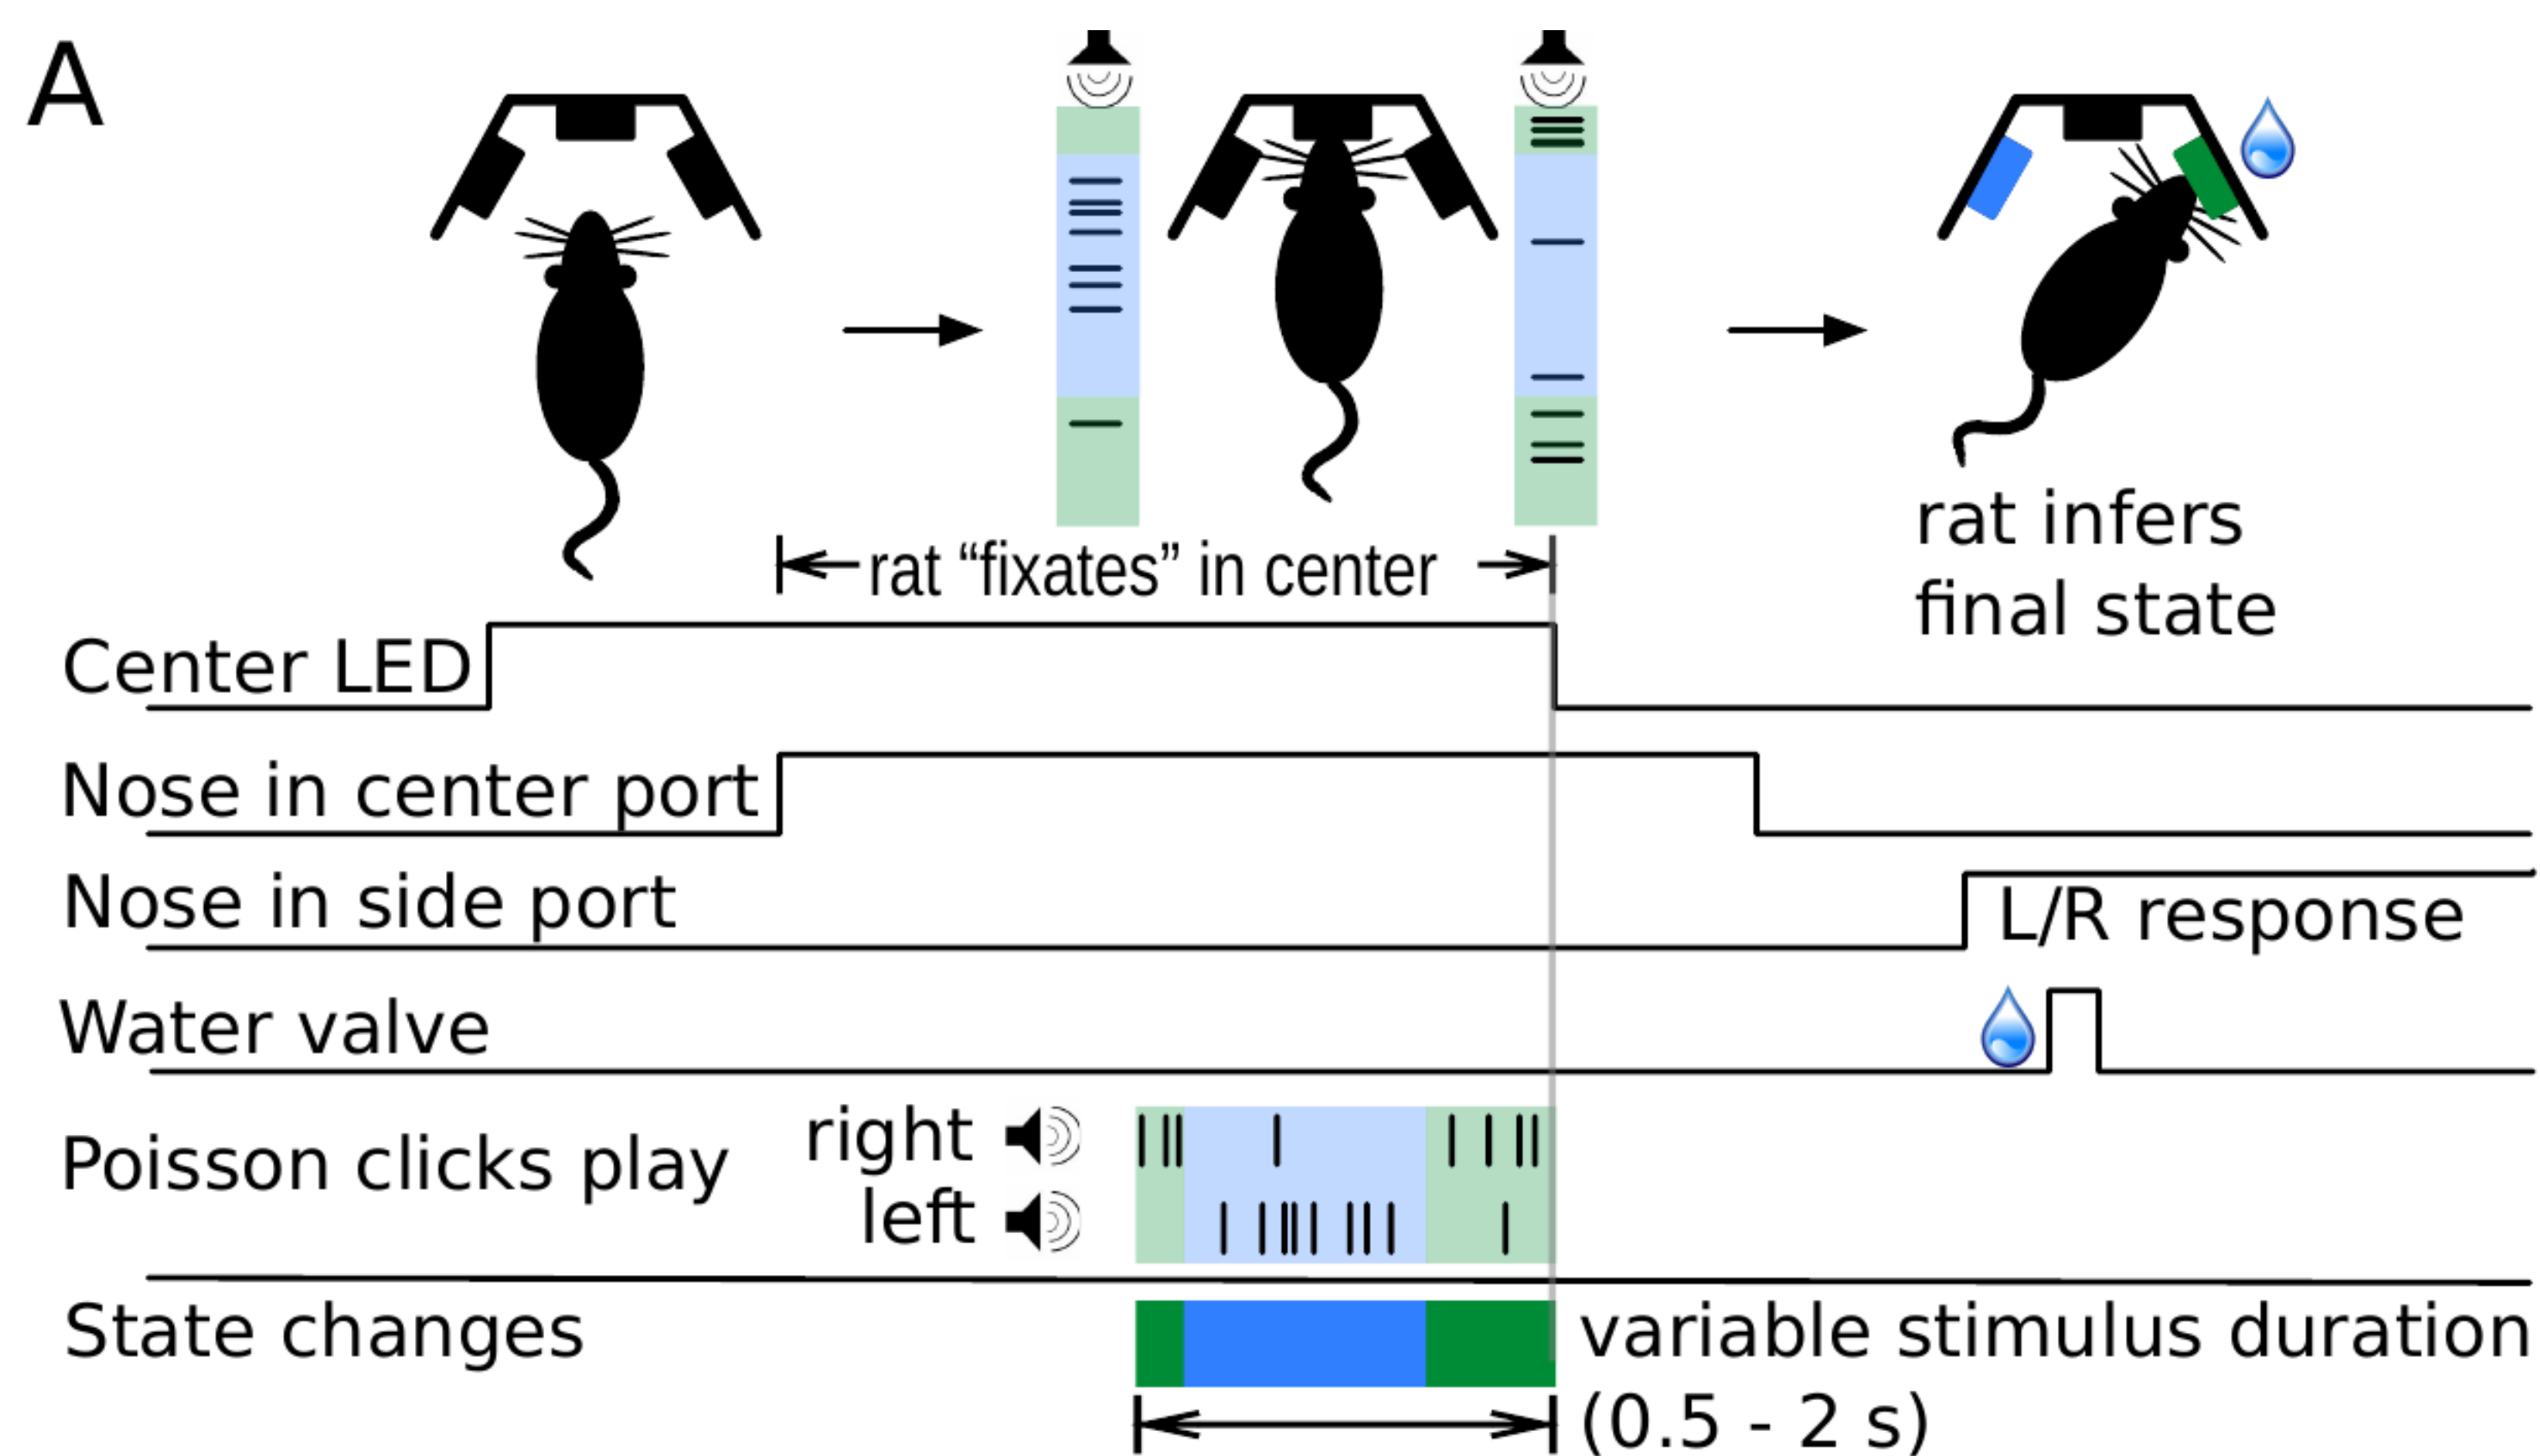 A
rat “fixates” in center
rat infers
final state
Center LED
Nose in center port
Nose in side port
L/R response
Water valve
Poisson clicks play
right
left
State changes
variable stimulus duration
(0.5 - 2 s)